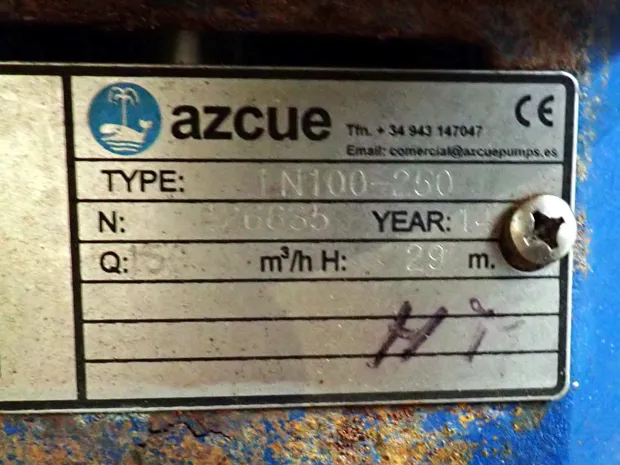 azcue
Tfn. + 34 943 147047
Email: comercial@azcuepumps.es
CE
TYPE: LN100-250
N: YEAR:
Q: m³/h H: 29 m.